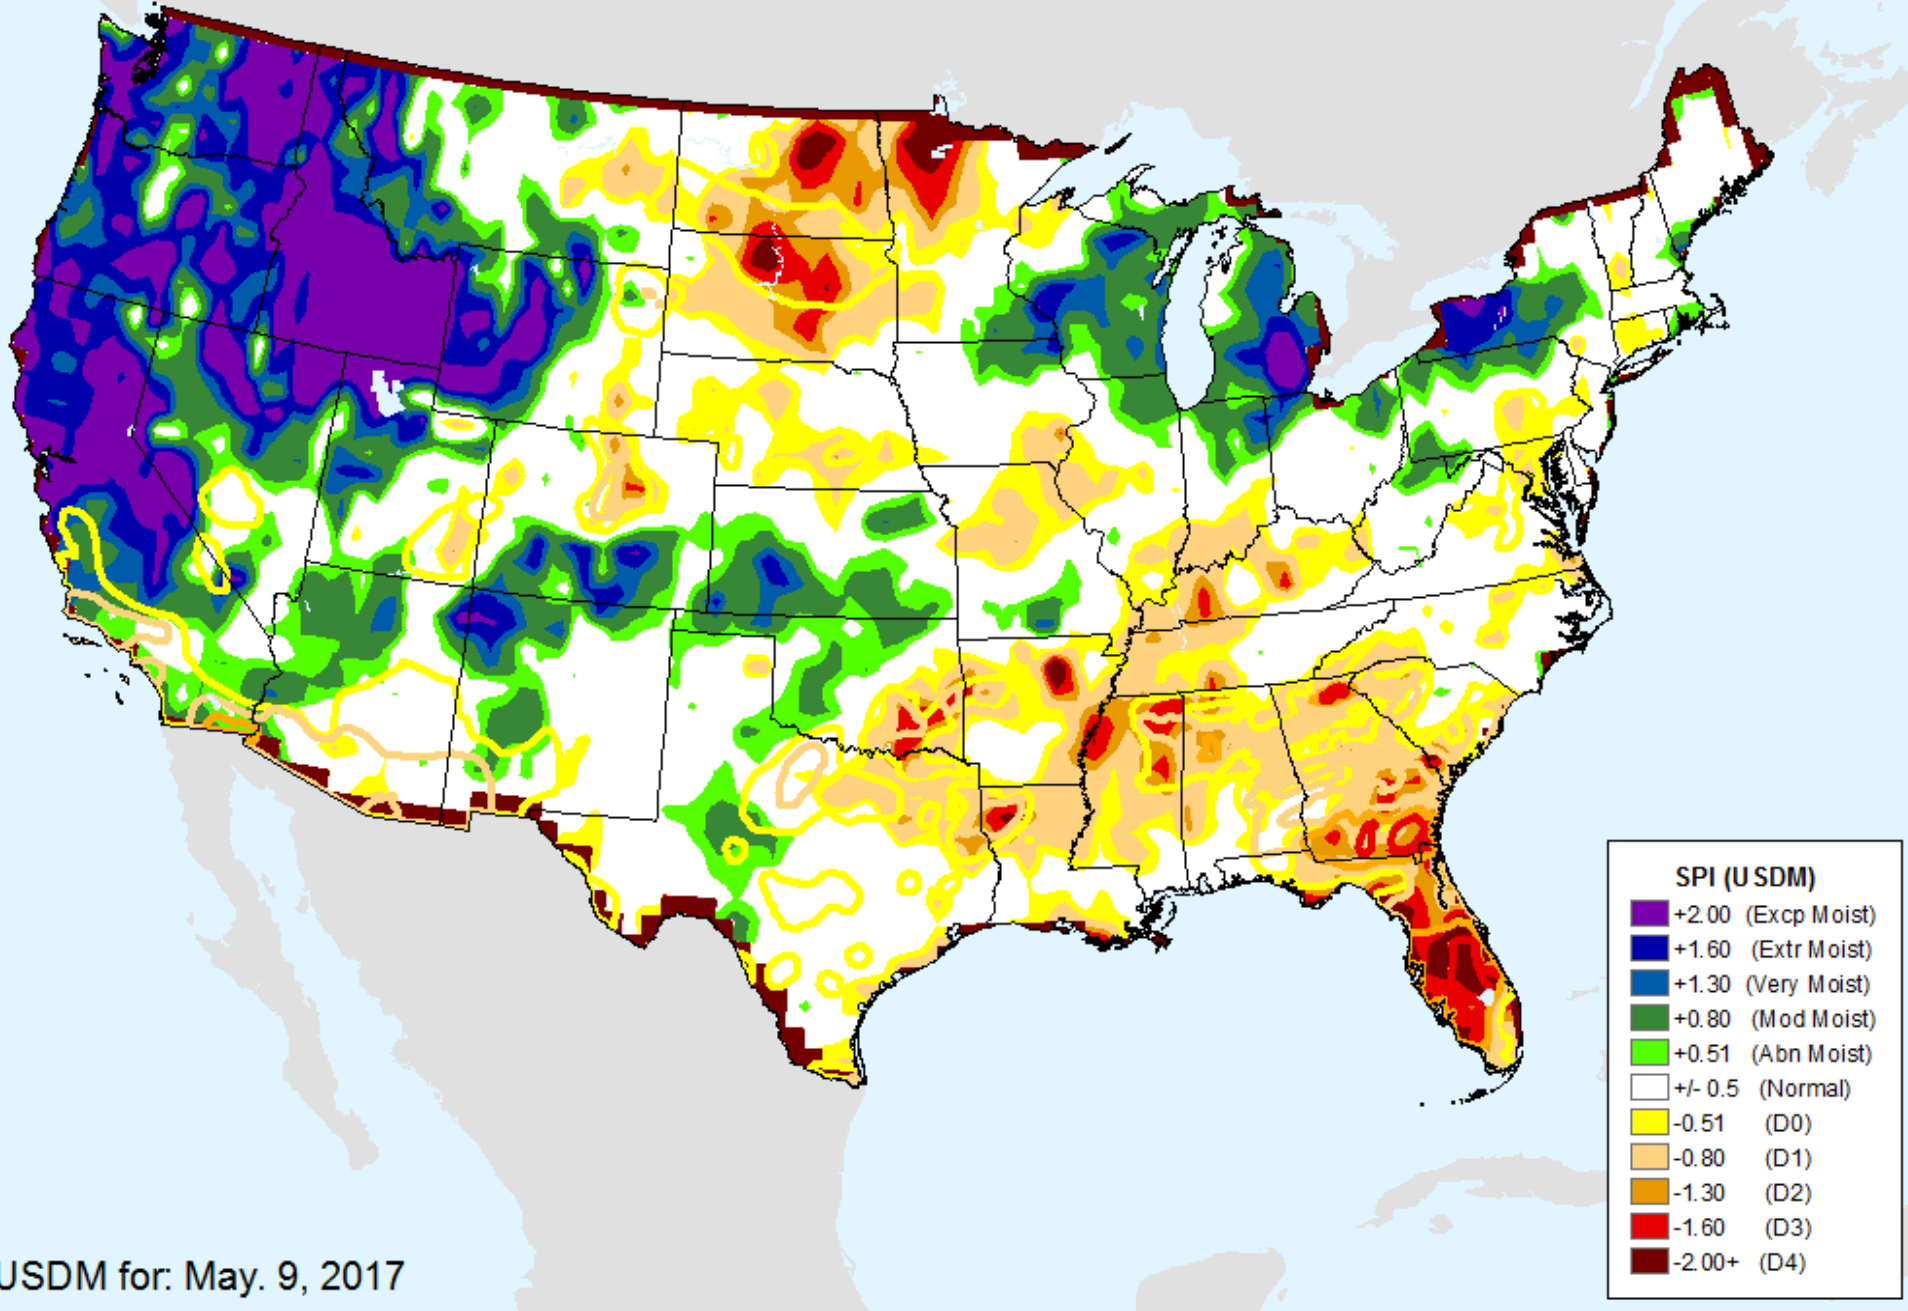 SPI (USDM)
+2.00 (Excp Moist)
+1.60 (Extr Moist)
+1.30 (Very Moist)
+0.80 (Mod Moist)
+0.51 (Abn Moist)
+/- 0.5 (Normal)
-0.51 (D0)
-0.80 (D1)
-1.30 (D2)
-1.60 (D3)
-2.00+ (D4)
USDM for: May. 9, 2017